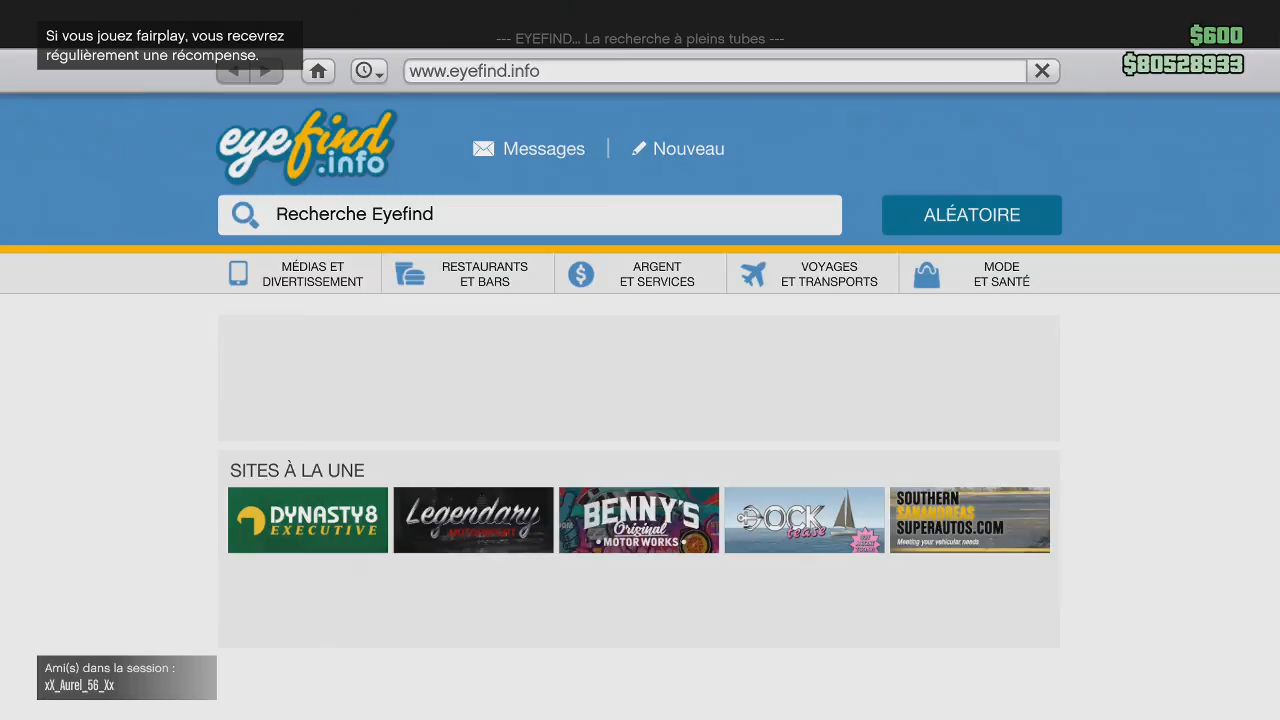 Si vous jouez fairplay, vous recevrez
régulièrement une récompense.
--- EYEFIND... La recherche à pleins tubes ---
$600
$80528933
www.eyefind.info
eyefind
.info
Messages
Nouveau
Recherche Eyefind
ALÉATOIRE
MÉDIAS ET
DIVERTISSEMENT
RESTAURANTS
ET BARS
ARGENT
ET SERVICES
VOYAGES
ET TRANSPORTS
MODE
ET SANTÉ
SITES À LA UNE
DYNASTY8
EXECUTIVE
Legendary
MOTORSPORT
BENNY'S
Original
MOTORWORKS
DOCK
tease
SOUTHERN
SANANDREAS
SUPERAUTOS.COM
Meeting your vehicular needs
Ami(s) dans la session :
xX_Aurel_56_Xx